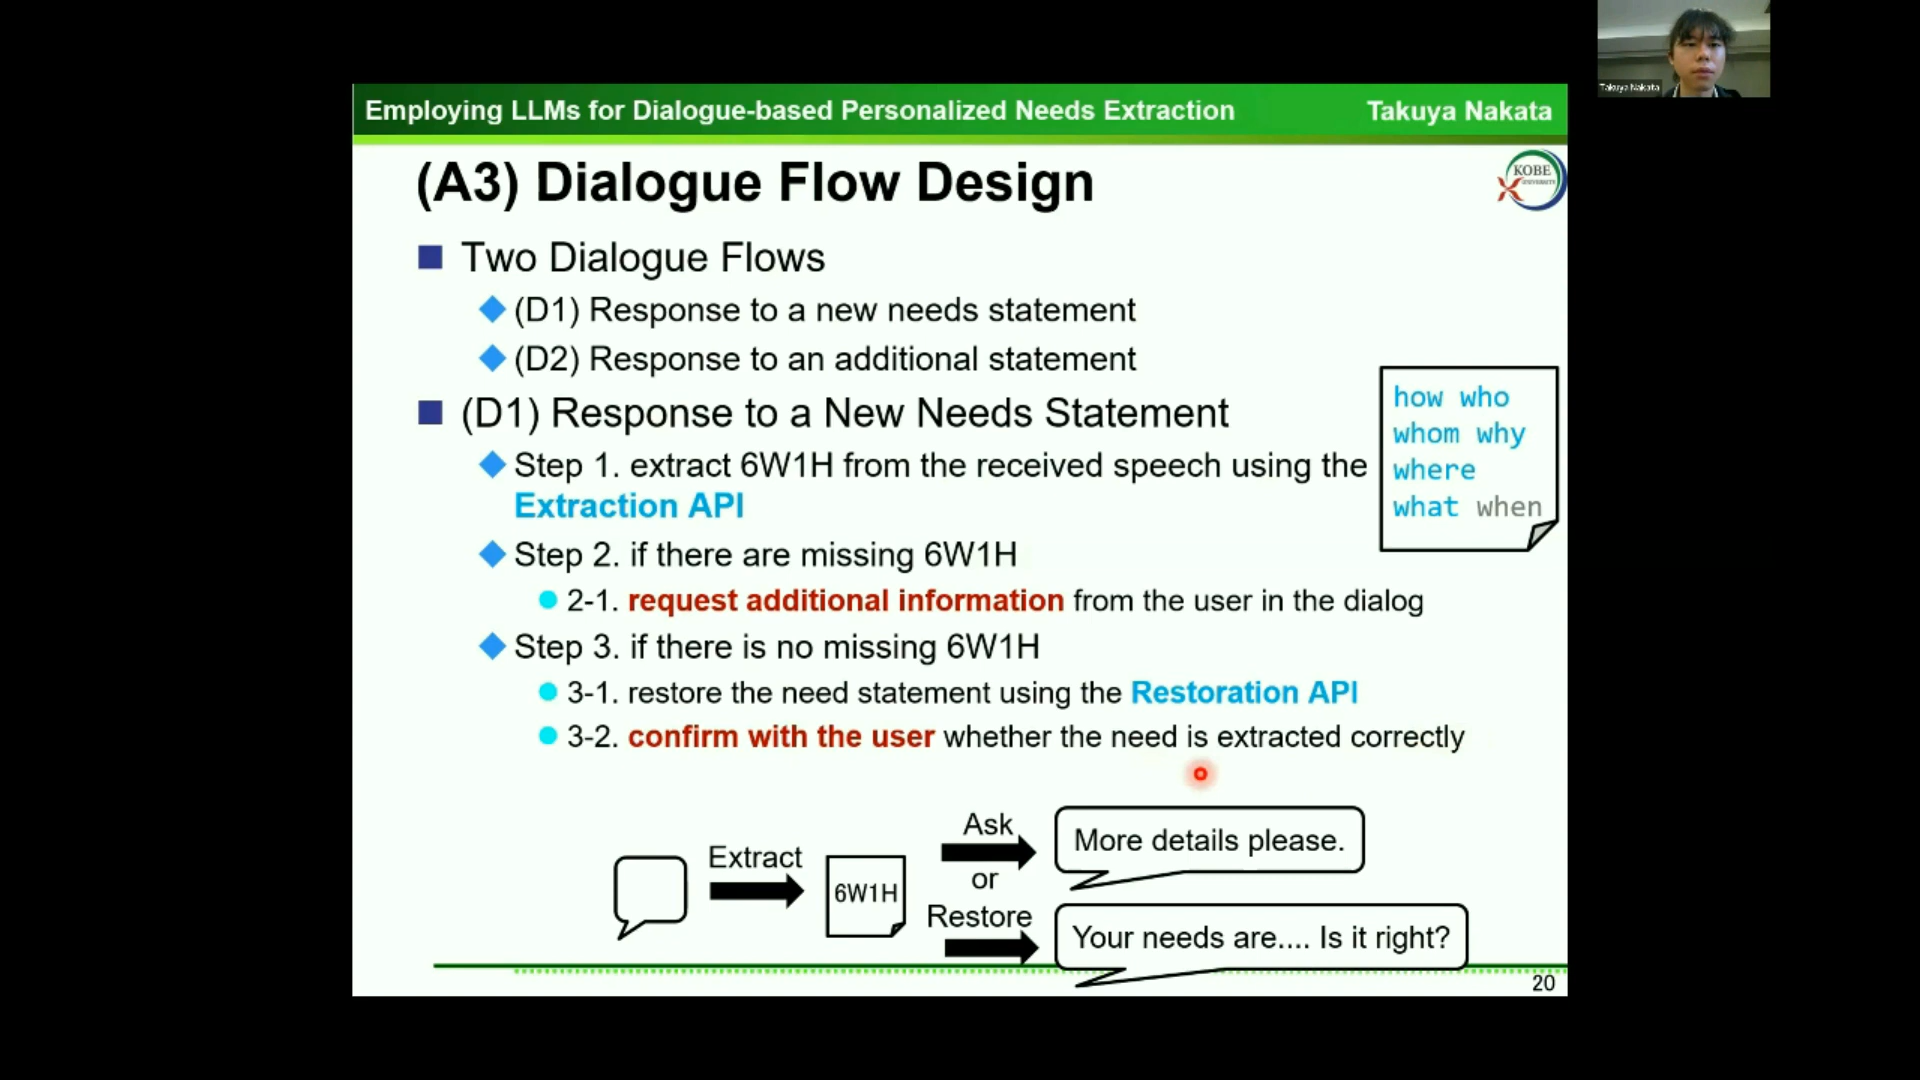 Takuya Nakata
Employing LLMs for Dialogue-based Personalized Needs Extraction
Takuya Nakata
(A3) Dialogue Flow Design
KOBE
UNIVERSITY
Two Dialogue Flows
(D1) Response to a new needs statement
(D2) Response to an additional statement
(D1) Response to a New Needs Statement
Step 1. extract 6W1H from the received speech using the
Extraction API
how who
whom why
where
what when
Step 2. if there are missing 6W1H
2-1. request additional information from the user in the dialog
Step 3. if there is no missing 6W1H
3-1. restore the need statement using the Restoration API
3-2. confirm with the user whether the need is extracted correctly
Extract
6W1H
Ask
or
Restore
More details please.
Your needs are.... Is it right?
20